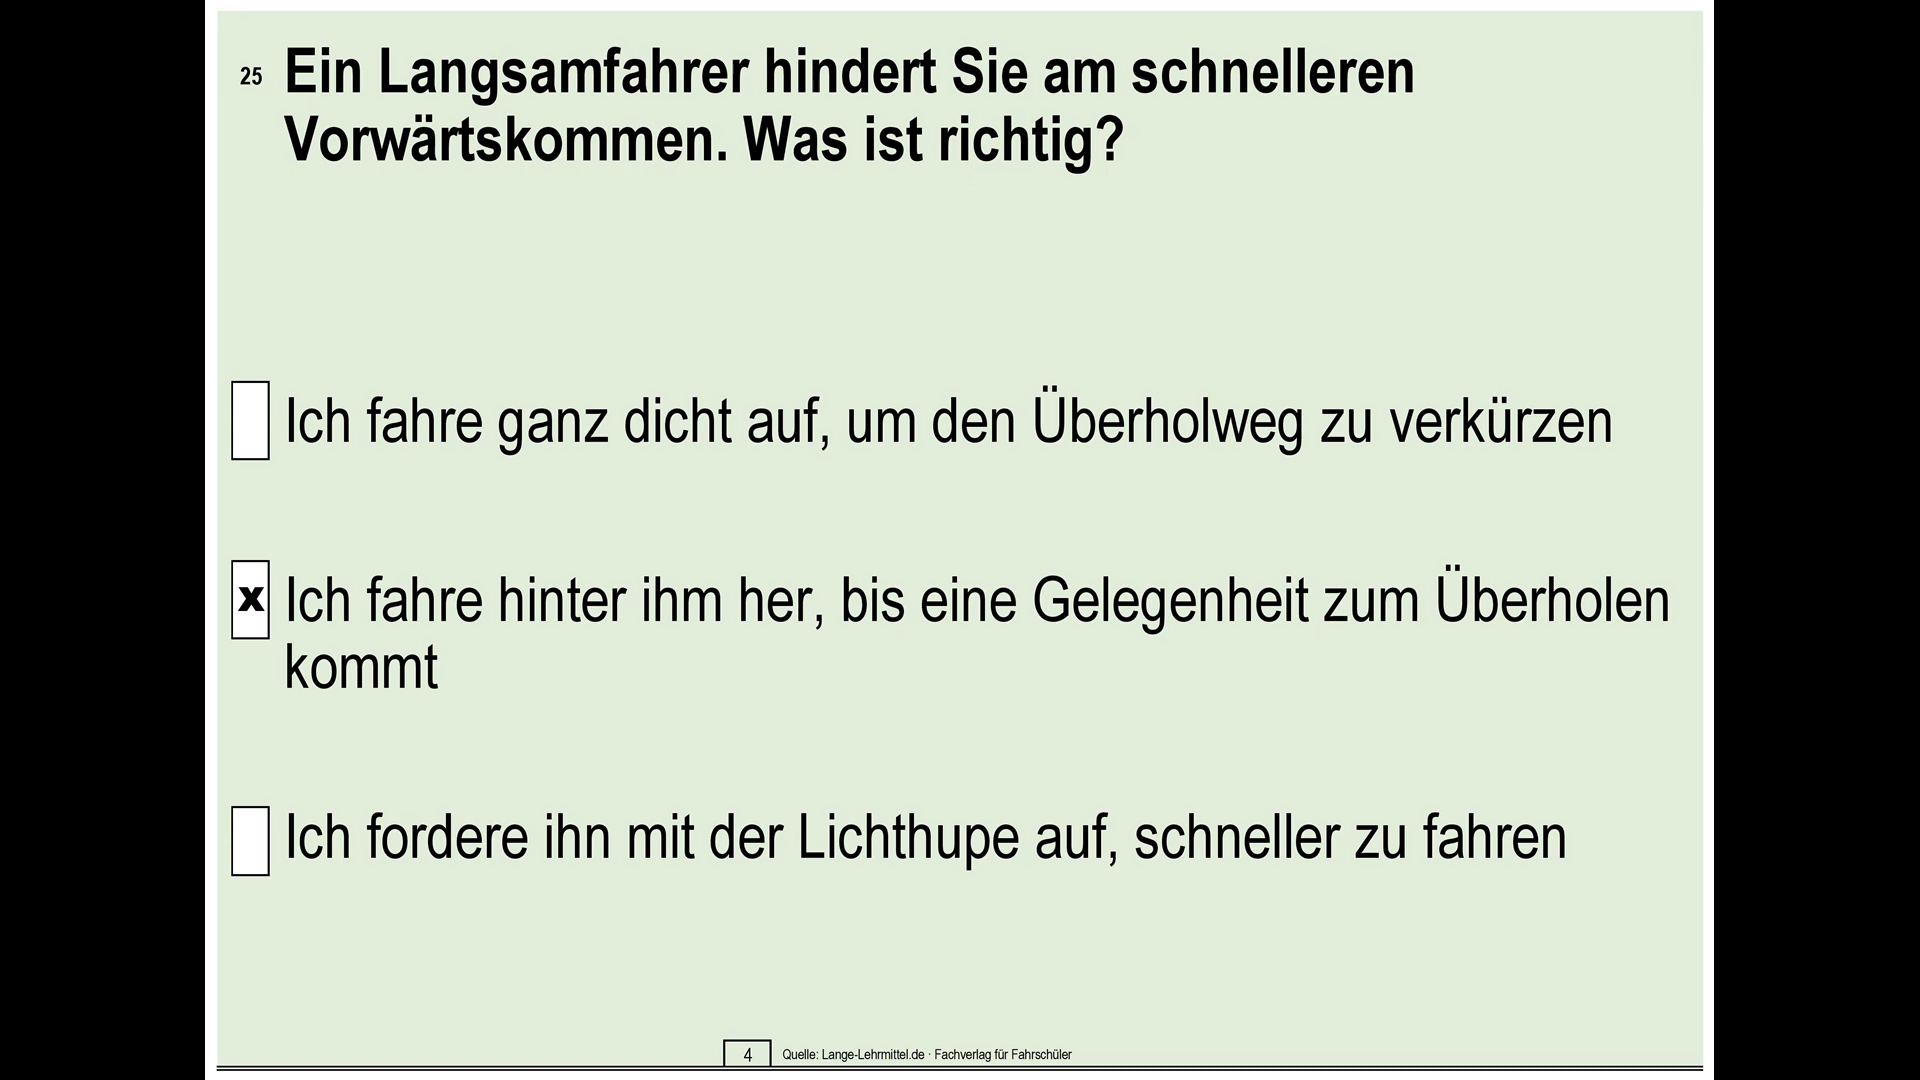 25 Ein Langsamfahrer hindert Sie am schnelleren
Vorwärtskommen. Was ist richtig?
Ich fahre ganz dicht auf, um den Überholweg zu verkürzen
x Ich fahre hinter ihm her, bis eine Gelegenheit zum Überholen
kommt
Ich fordere ihn mit der Lichthupe auf, schneller zu fahren
4 Quelle: Lange-Lehrmittel.de · Fachverlag für Fahrschüler